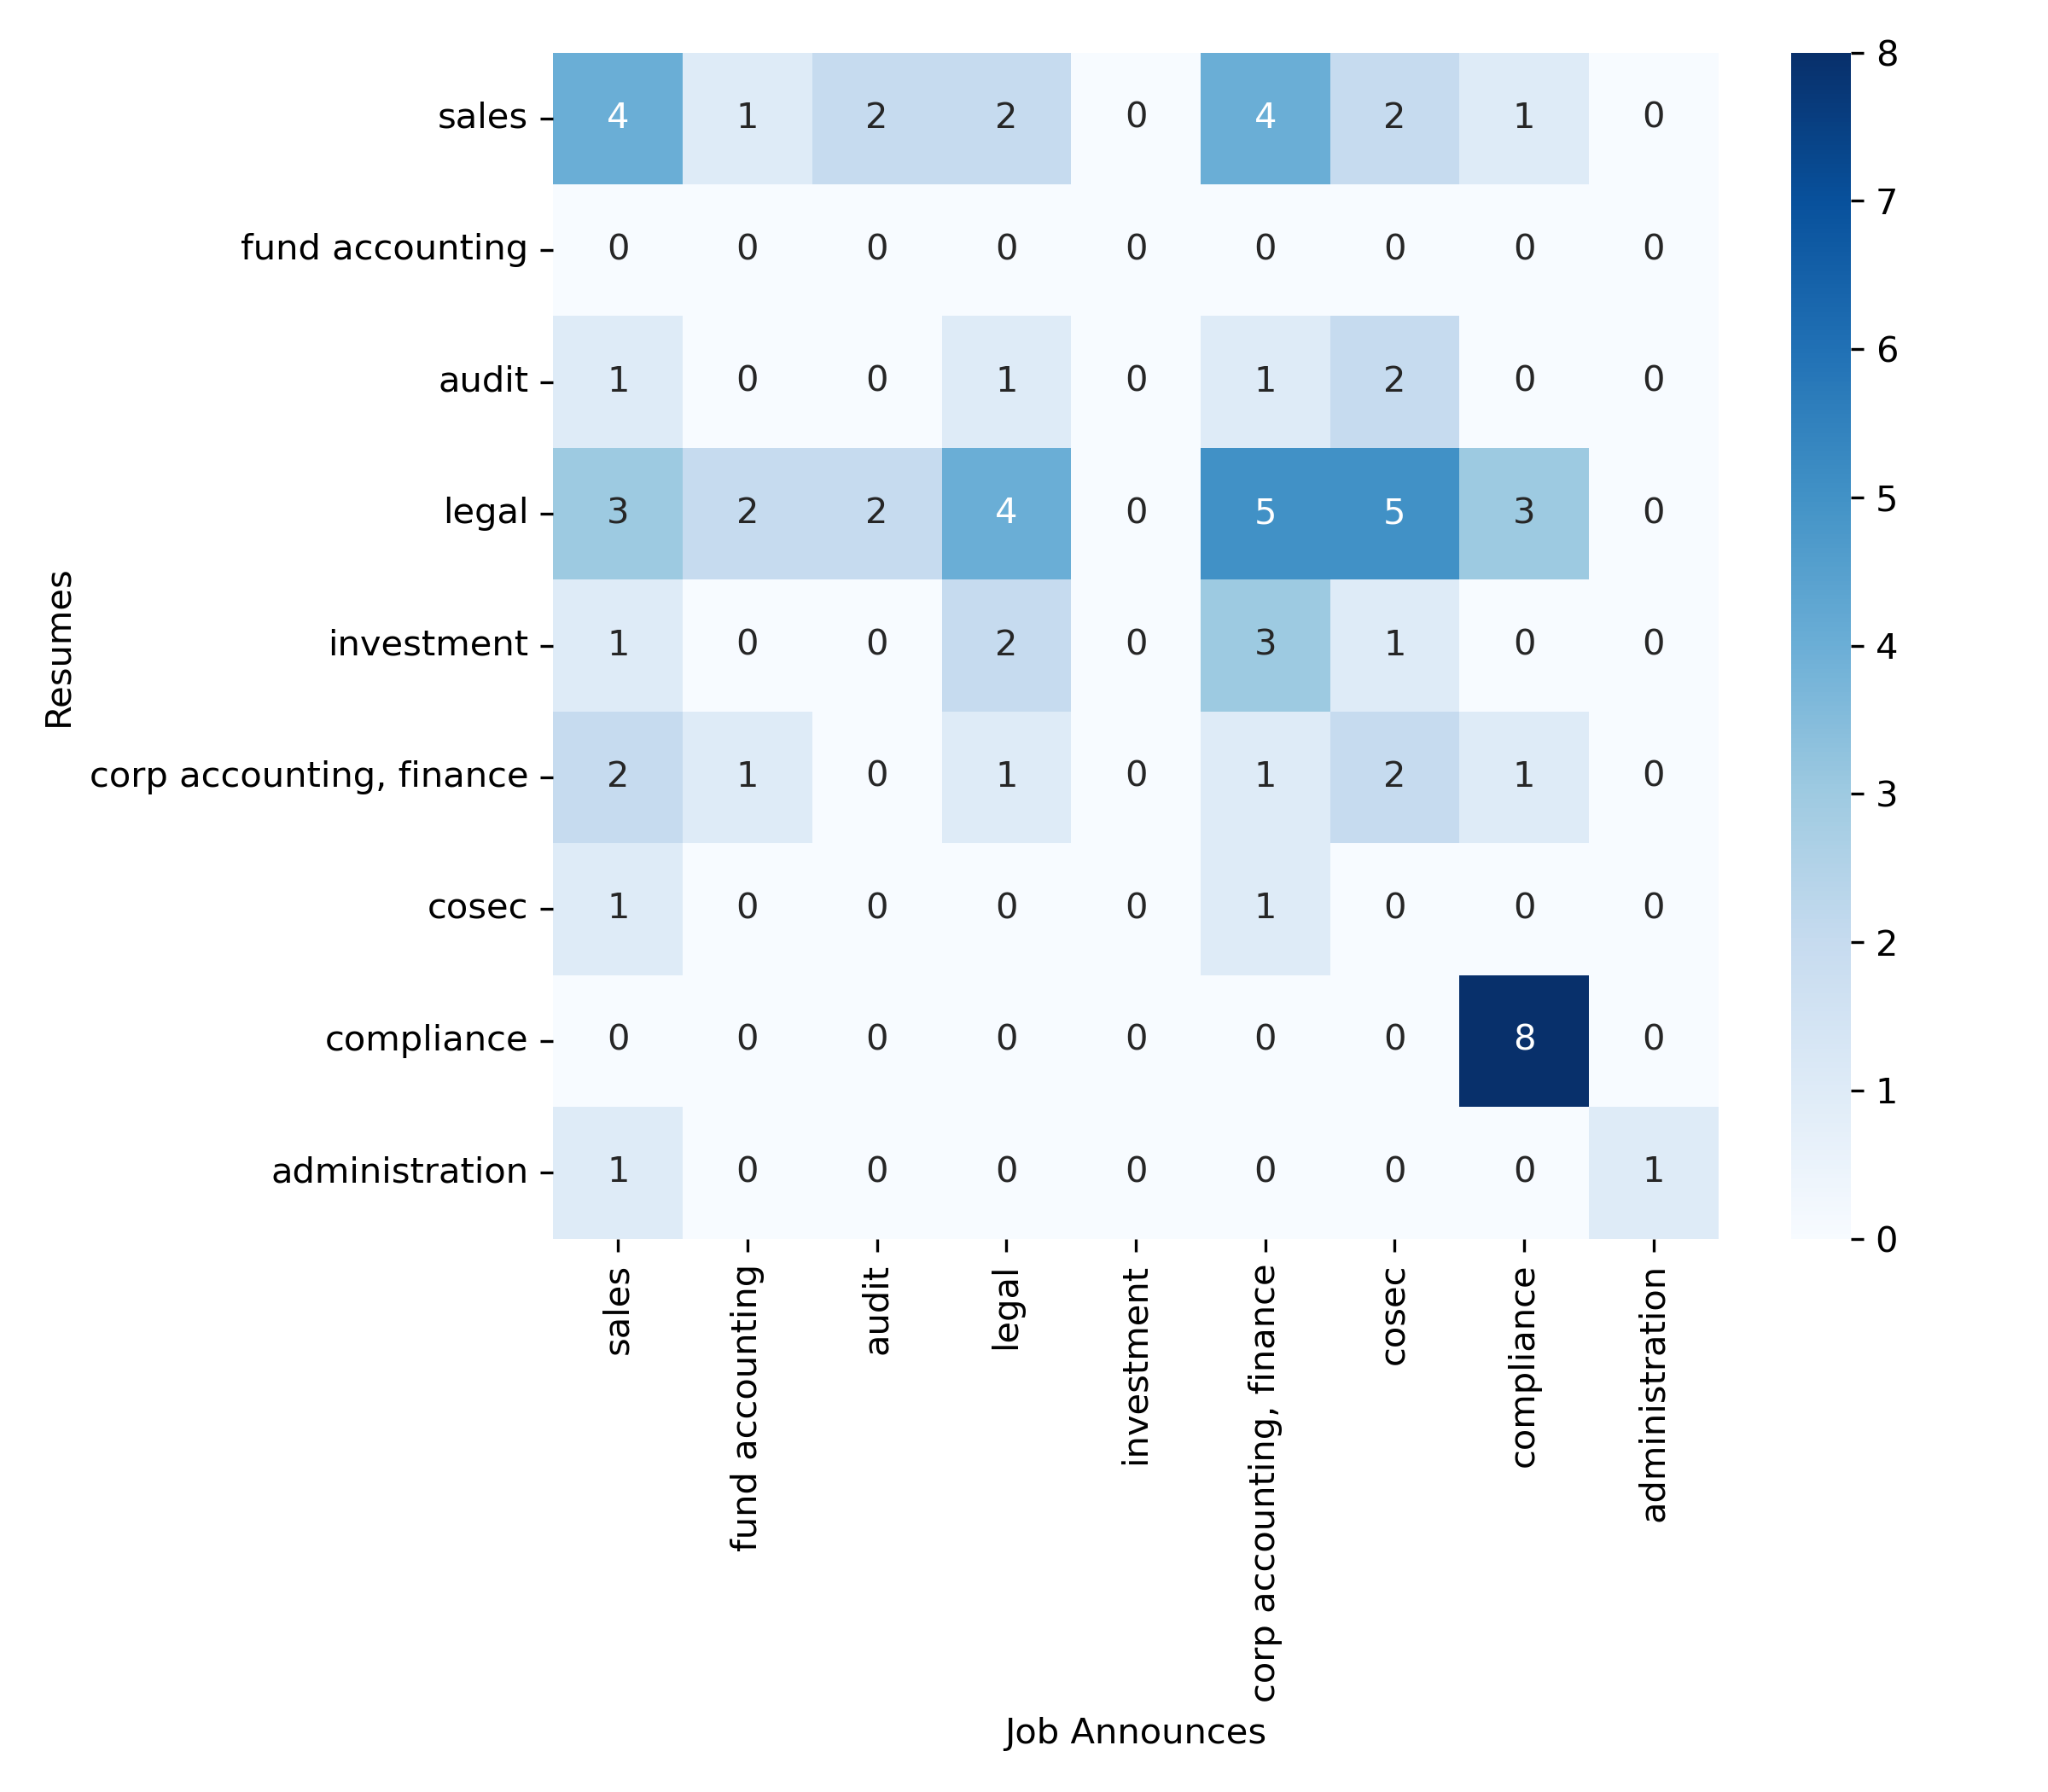 sales 4 1 2 2 0 4 2 1 0
fund accounting 0 0 0 0 0 0 0 0 0
audit 1 0 0 1 0 1 2 0 0
legal 3 2 2 4 0 5 5 3 0
investment 1 0 0 2 0 3 1 0 0
corp accounting, finance 2 1 0 1 0 1 2 1 0
cosec 1 0 0 0 0 1 0 0 0
compliance 0 0 0 0 0 0 0 8 0
administration 1 0 0 0 0 0 0 0 1
Resumes
sales
fund accounting
audit
legal
investment
corp accounting, finance
cosec
compliance
administration
Job Announces
8
7
6
5
4
3
2
1
0